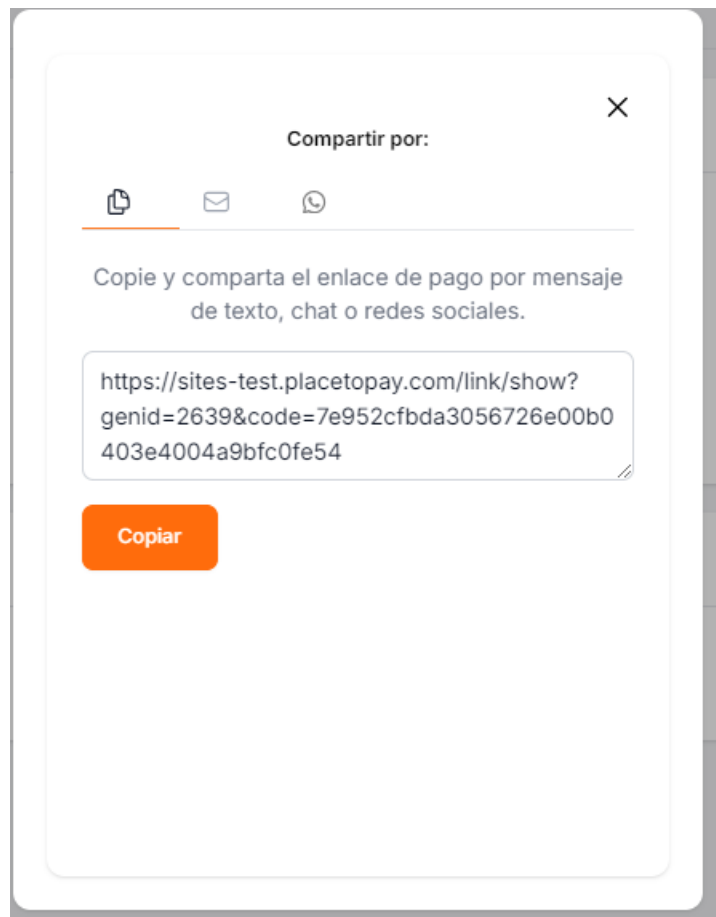 Compartir por:
Copie y comparta el enlace de pago por mensaje
de texto, chat o redes sociales.
https://sites-test.placetopay.com/link/show?
genid=2639&code=7e952cfbda3056726e00b0
403e4004a9bfc0fe54
Copiar